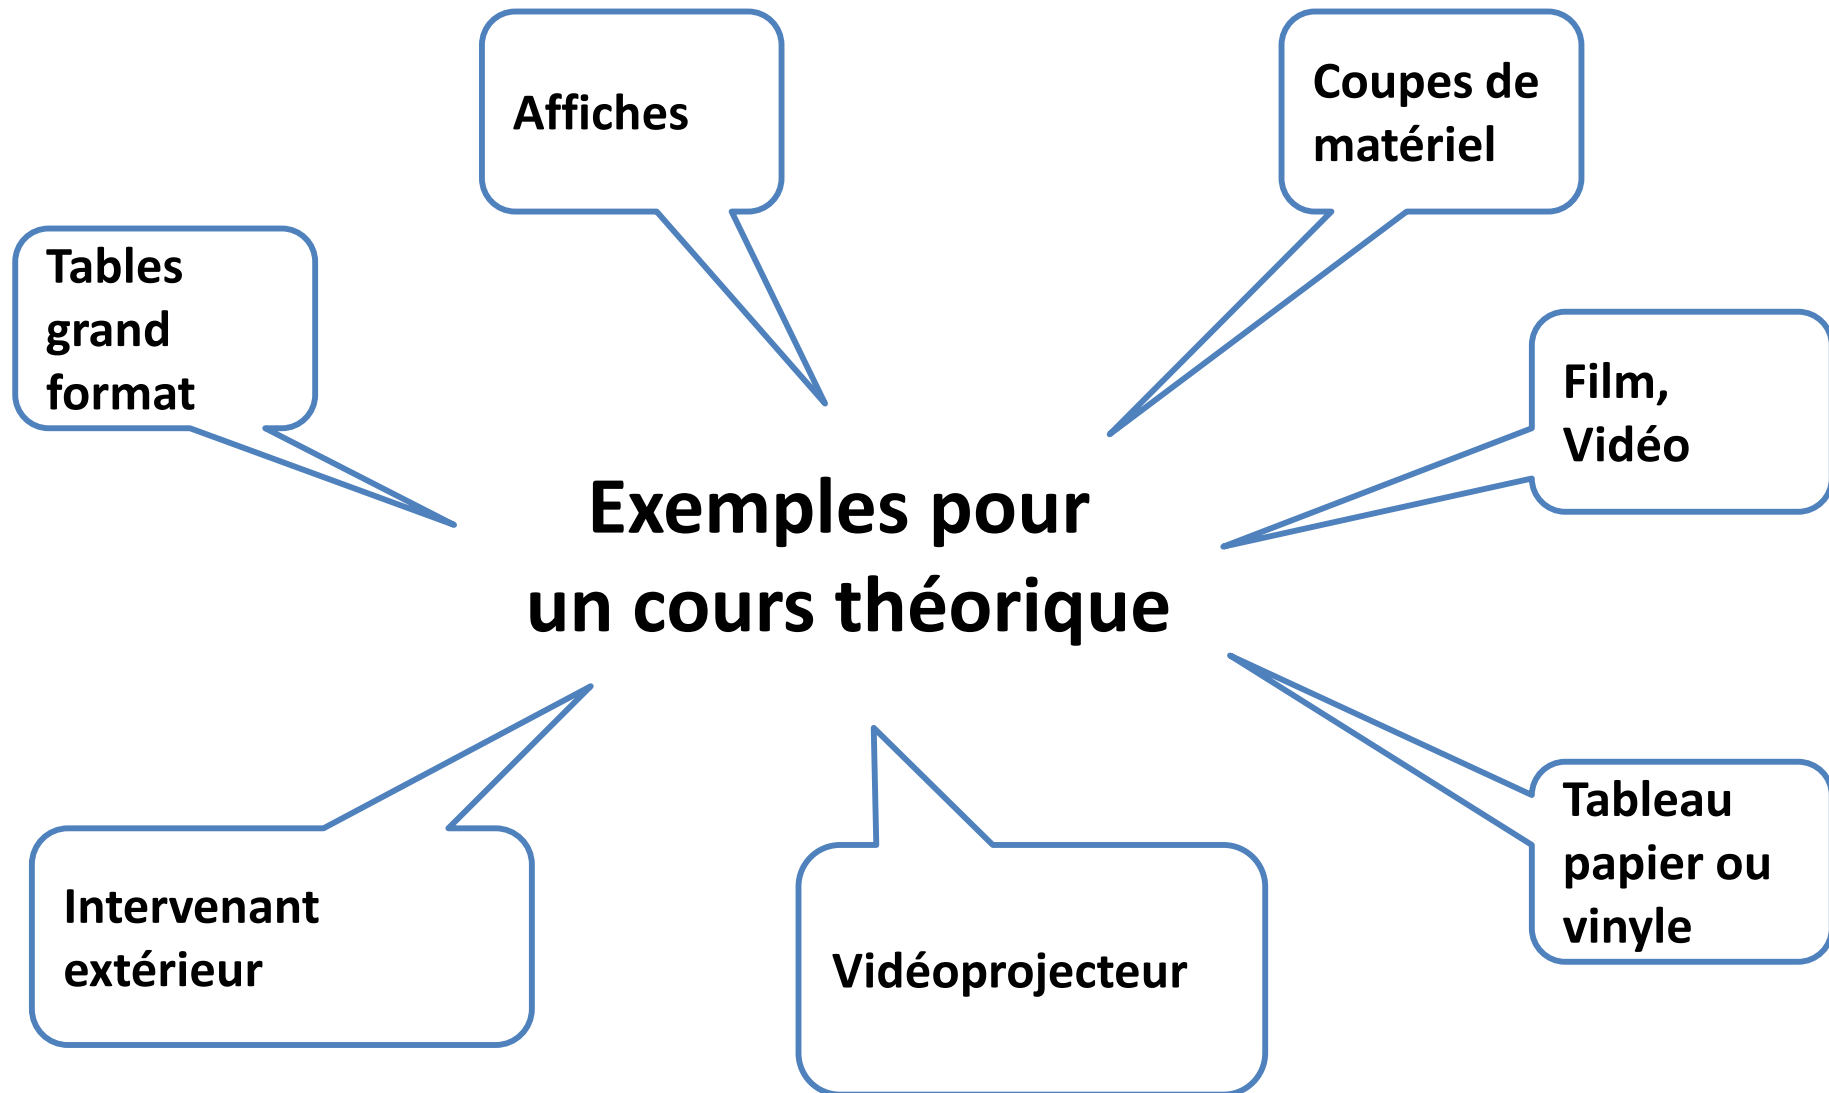 Affiches
Coupes de
matériel
Tables
grand
format
Film,
Vidéo
Exemples pour
un cours théorique
Tableau
papier ou
vinyle
Intervenant
extérieur
Vidéoprojecteur